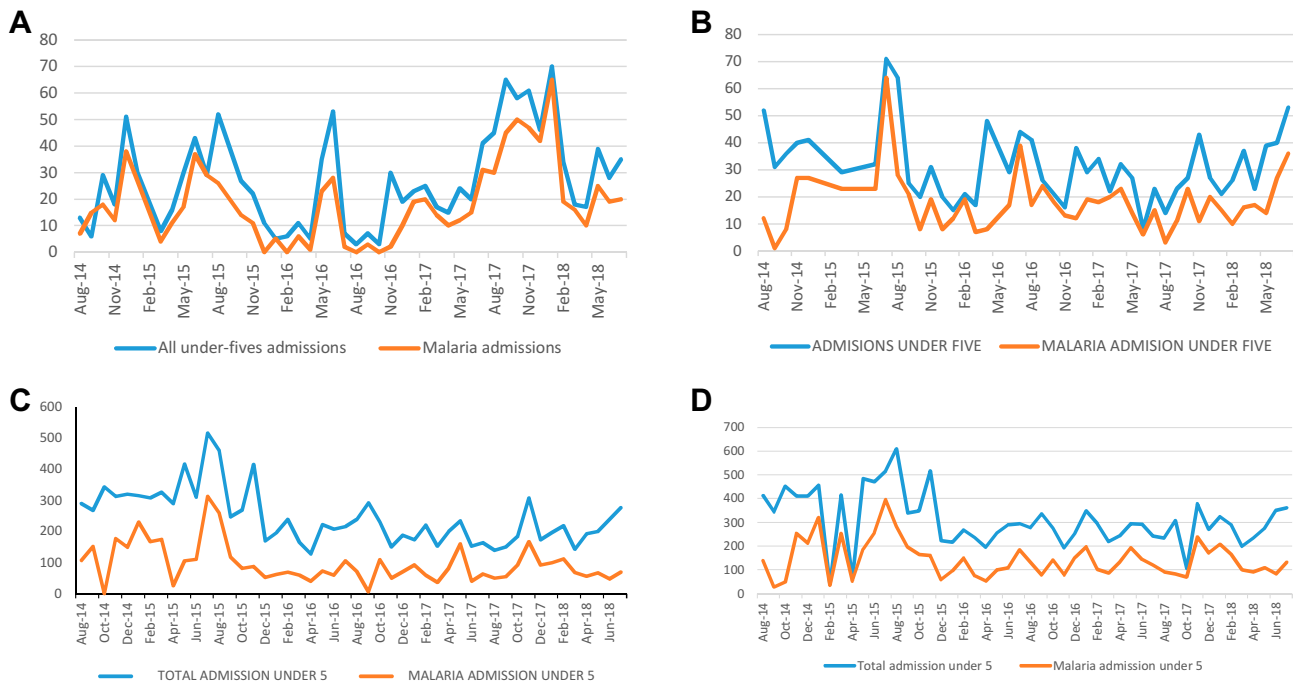 A
80
70
60
50
40
30
20
10
0
Aug-14
Nov-14
Feb-15
May-15
Aug-15
Nov-15
Feb-16
May-16
Aug-16
Nov-16
Feb-17
May-17
Aug-17
Nov-17
Feb-18
May-18
All under-fives admissions
Malaria admissions
B
80
70
60
50
40
30
20
10
0
Aug-14
Nov-14
Feb-15
May-15
Aug-15
Nov-15
Feb-16
May-16
Aug-16
Nov-16
Feb-17
May-17
Aug-17
Nov-17
Feb-18
May-18
ADMISIONS UNDER FIVE
MALARIA ADMISION UNDER FIVE
C
600
500
400
300
200
100
0
Aug-14
Oct-14
Dec-14
Feb-15
Apr-15
Jun-15
Aug-15
Oct-15
Dec-15
Feb-16
Apr-16
Jun-16
Aug-16
Oct-16
Dec-16
Feb-17
Apr-17
Jun-17
Aug-17
Oct-17
Dec-17
Feb-18
Apr-18
Jun-18
TOTAL ADMISSION UNDER 5
MALARIA ADMISSION UNDER 5
D
700
600
500
400
300
200
100
0
Aug-14
Oct-14
Dec-14
Feb-15
Apr-15
Jun-15
Aug-15
Oct-15
Dec-15
Feb-16
Apr-16
Jun-16
Aug-16
Oct-16
Dec-16
Feb-17
Apr-17
Jun-17
Aug-17
Oct-17
Dec-17
Feb-18
Apr-18
Jun-18
Total admission under 5
Malaria admission under 5